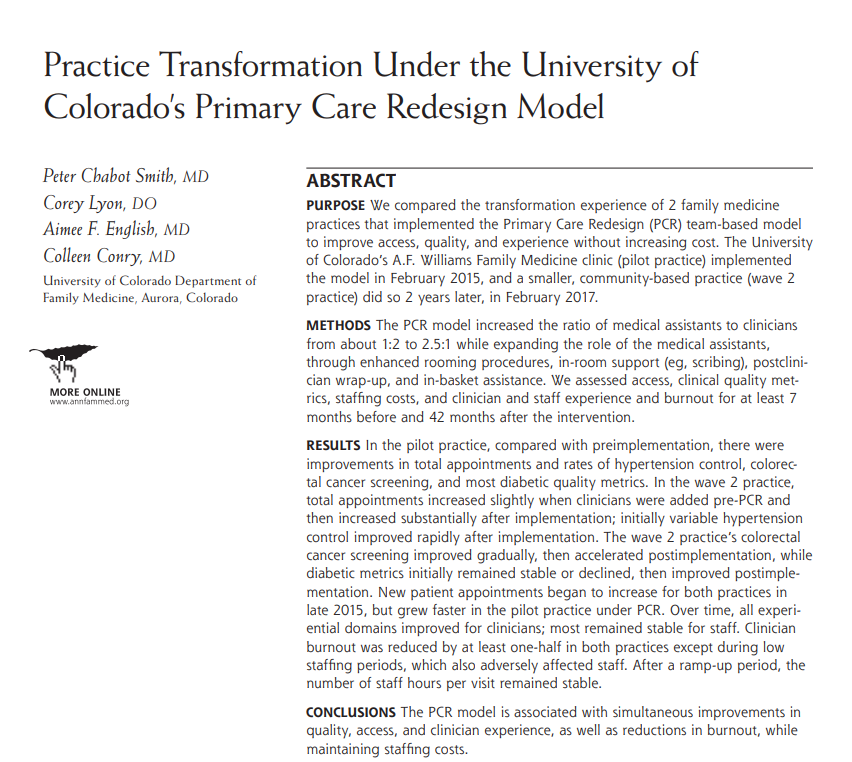 Practice Transformation Under the University of
Colorado's Primary Care Redesign Model
Peter Chabot Smith, MD
Corey Lyon, DO
Aimee F. English, MD
Colleen Conry, MD
University of Colorado Department of
Family Medicine, Aurora, Colorado
MORE ONLINE
www.annfammed.org
ABSTRACT
PURPOSE We compared the transformation experience of 2 family medicine
practices that implemented the Primary Care Redesign (PCR) team-based model
to improve access, quality, and experience without increasing cost. The University
of Colorado's A.F. Williams Family Medicine clinic (pilot practice) implemented
the model in February 2015, and a smaller, community-based practice (wave 2
practice) did so 2 years later, in February 2017.
METHODS The PCR model increased the ratio of medical assistants to clinicians
from about 1:2 to 2.5:1 while expanding the role of the medical assistants,
through enhanced rooming procedures, in-room support (eg, scribing), postclini-
cian wrap-up, and in-basket assistance. We assessed access, clinical quality met-
rics, staffing costs, and clinician and staff experience and burnout for at least 7
months before and 42 months after the intervention.
RESULTS In the pilot practice, compared with preimplementation, there were
improvements in total appointments and rates of hypertension control, colorec-
tal cancer screening, and most diabetic quality metrics. In the wave 2 practice,
total appointments increased slightly when clinicians were added pre-PCR and
then increased substantially after implementation; initially variable hypertension
control improved rapidly after implementation. The wave 2 practice's colorectal
cancer screening improved gradually, then accelerated postimplementation, while
diabetic metrics initially remained stable or declined, then improved postimple-
mentation. New patient appointments began to increase for both practices in
late 2015, but grew faster in the pilot practice under PCR. Over time, all experi-
ential domains improved for clinicians; most remained stable for staff. Clinician
burnout was reduced by at least one-half in both practices except during low
staffing periods, which also adversely affected staff. After a ramp-up period, the
number of staff hours per visit remained stable.
CONCLUSIONS The PCR model is associated with simultaneous improvements in
quality, access, and clinician experience, as well as reductions in burnout, while
maintaining staffing costs.